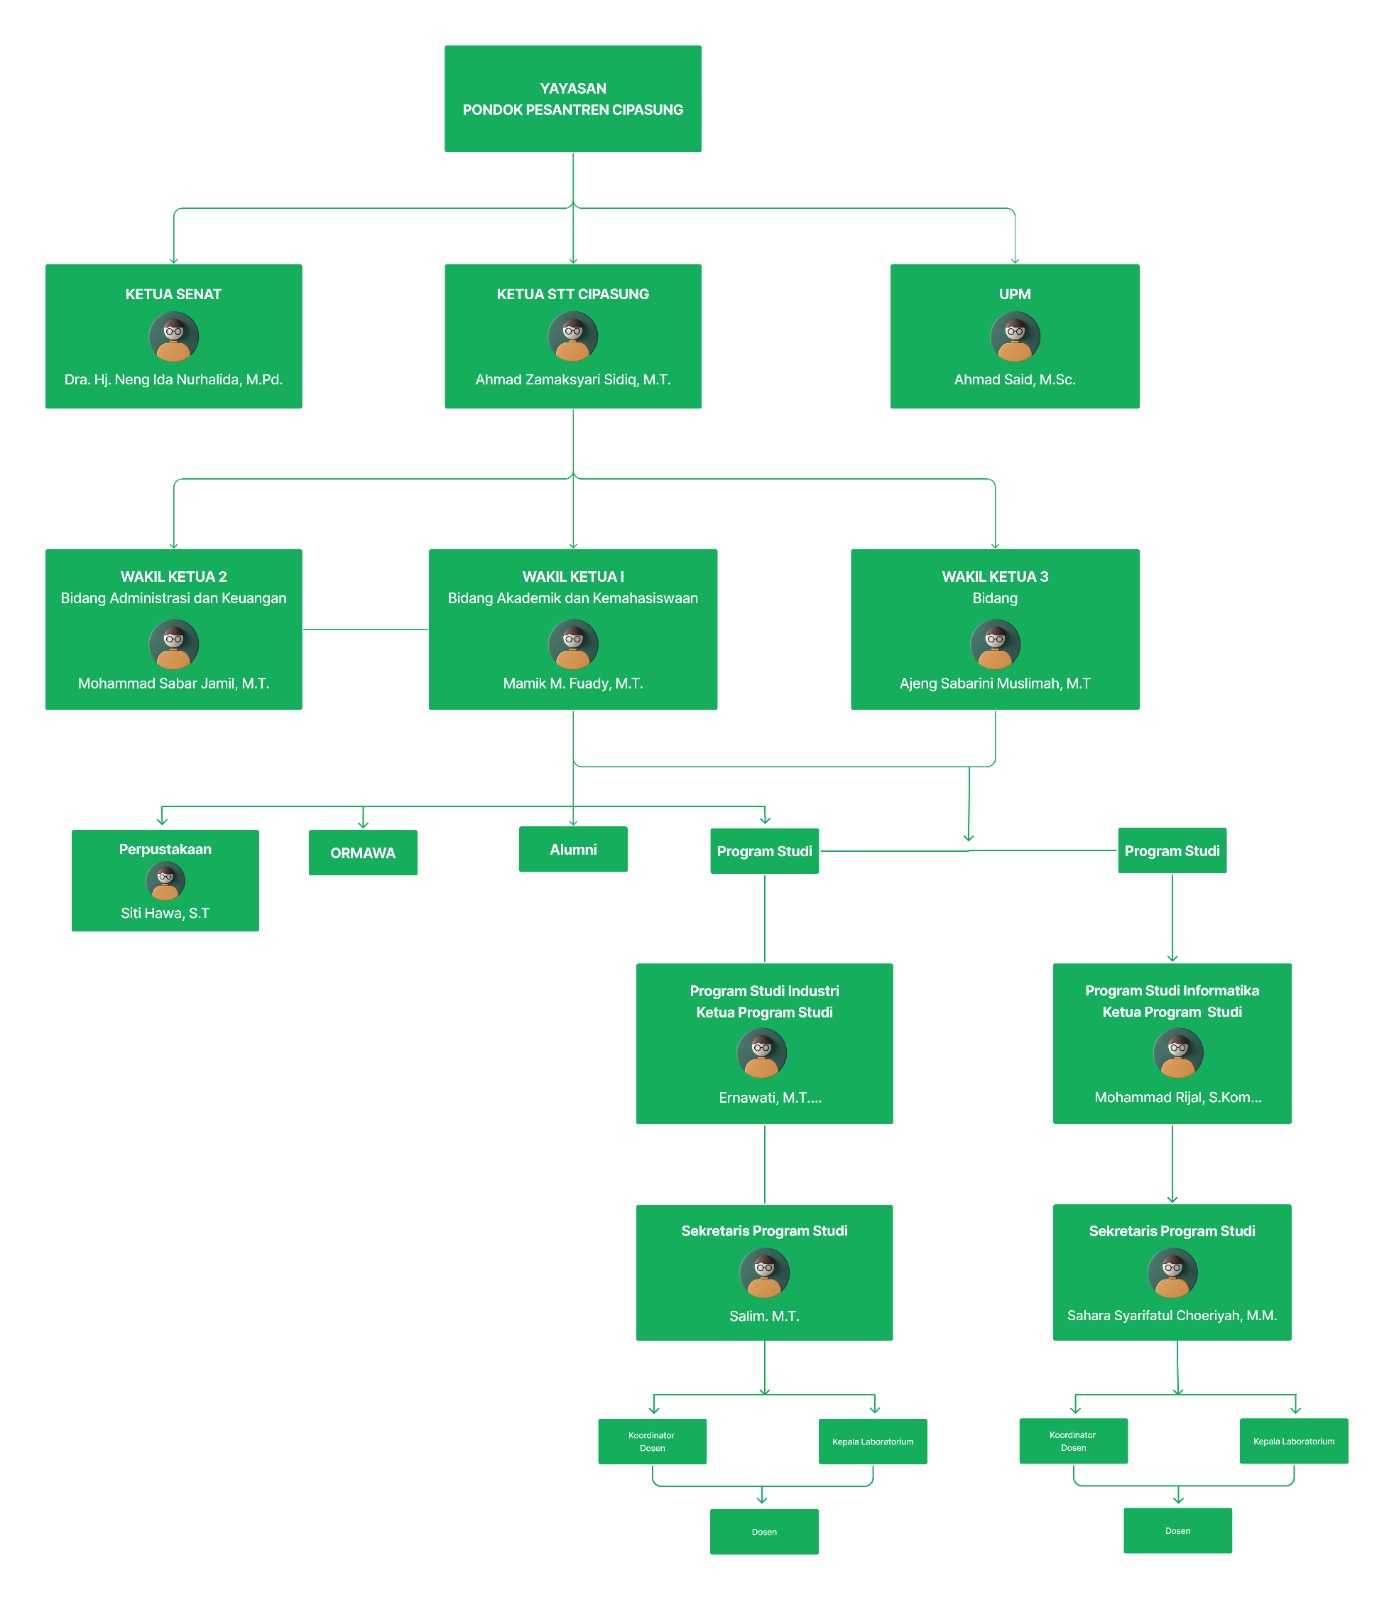 YAYASAN
PONDOK PESANTREN CIPASUNG
KETUA SENAT
Dra. Hj. Neng Ida Nurhalida, M.Pd.
KETUA STT CIPASUNG
Ahmad Zamaksyari Sidiq, M.T.
UPM
Ahmad Said, M.Sc.
WAKIL KETUA 2
Bidang Administrasi dan Keuangan
Mohammad Sabar Jamil, M.T.
WAKIL KETUA I
Bidang Akademik dan Kemahasiswaan
Mamik M. Fuady, M.T.
WAKIL KETUA 3
Bidang
Ajeng Sabarini Muslimah, M.T
Perpustakaan
Siti Hawa, S.T
ORMAWA
Alumni
Program Studi
Program Studi
Program Studi Industri
Ketua Program Studi
Ernawati, M.T....
Program Studi Informatika
Ketua Program  Studi
Mohammad Rijal, S.Kom...
Sekretaris Program Studi
Salim. M.T.
Sekretaris Program Studi
Sahara Syarifatul Choeriyah, M.M.
Koordinator
Dosen
Kepala Laboratorium
Koordinator
Dosen
Kepala Laboratorium
Dosen
Dosen